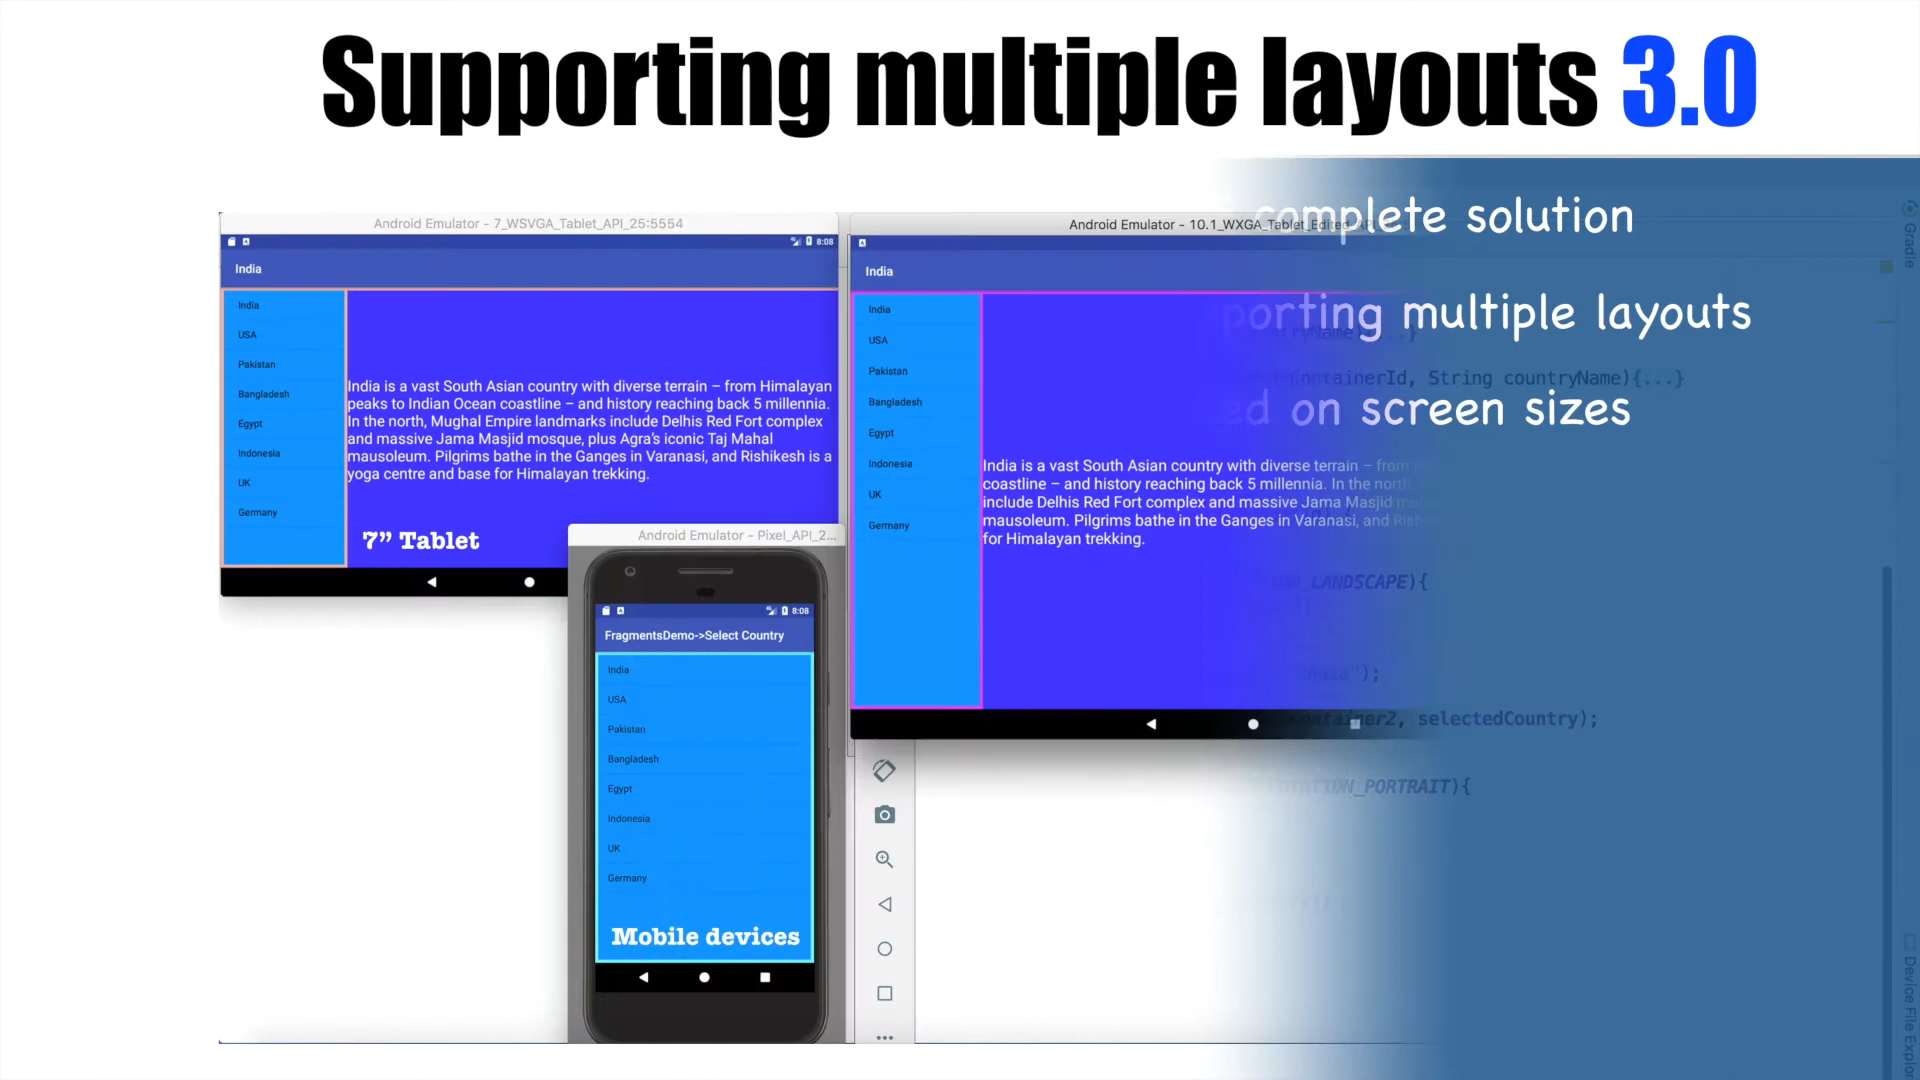 Supporting multiple layouts 3.0
complete solution
porting multiple layouts
ed on screen sizes
Android Emulator - 7_WSVGA_Tablet_API_25:5554
8:08
India
India
USA
Pakistan
Bangladesh
Egypt
Indonesia
UK
Germany
India is a vast South Asian country with diverse terrain – from Himalayan
peaks to Indian Ocean coastline – and history reaching back 5 millennia.
In the north, Mughal Empire landmarks include Delhis Red Fort complex
and massive Jama Masjid mosque, plus Agra's iconic Taj Mahal
mausoleum. Pilgrims bathe in the Ganges in Varanasi, and Rishikesh is a
yoga centre and base for Himalayan trekking.
7” Tablet
Android Emulator - Pixel_API_2...
8:08
FragmentsDemo->Select Country
India
USA
Pakistan
Bangladesh
Egypt
Indonesia
UK
Germany
Mobile devices
Android Emulator - 10.1_WXGA_Tablet_Edited
India
India
USA
Pakistan
Bangladesh
Egypt
Indonesia
UK
Germany
India is a vast South Asian country with diverse terrain – from
coastline – and history reaching back 5 millennia. In the north
include Delhis Red Fort complex and massive Jama Masjid
mausoleum. Pilgrims bathe in the Ganges in Varanasi, and
for Himalayan trekking.
ContainerId, String countryName){...}
LANDSCAPE){
selectedCountry);
PORTRAIT){
Gradle
Device File Explor